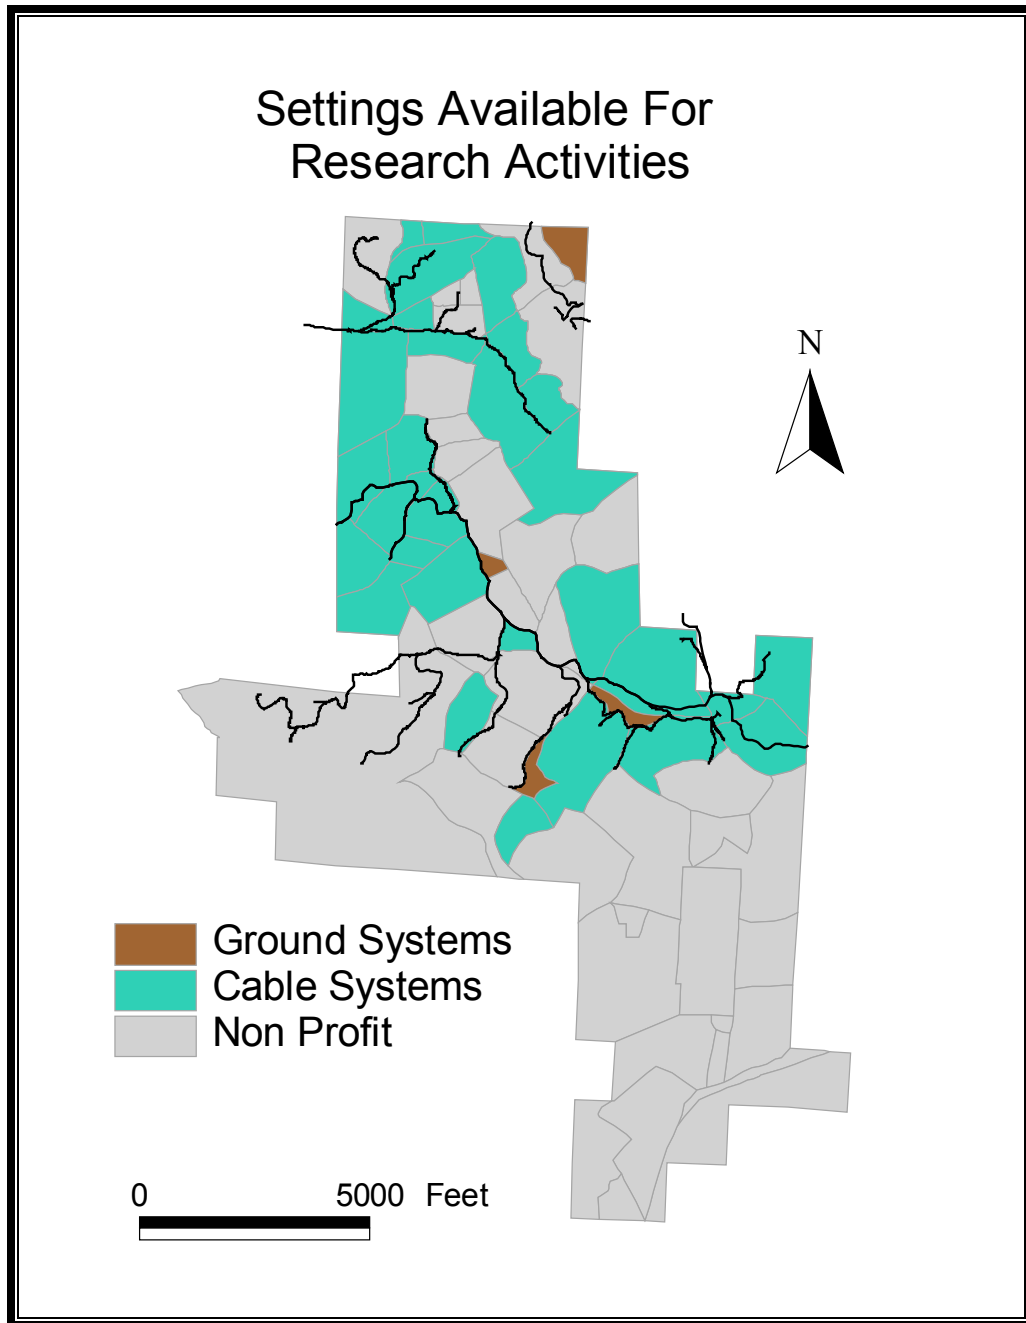 Settings Available For
Research Activities
N
Ground Systems
Cable Systems
Non Profit
0 5000 Feet